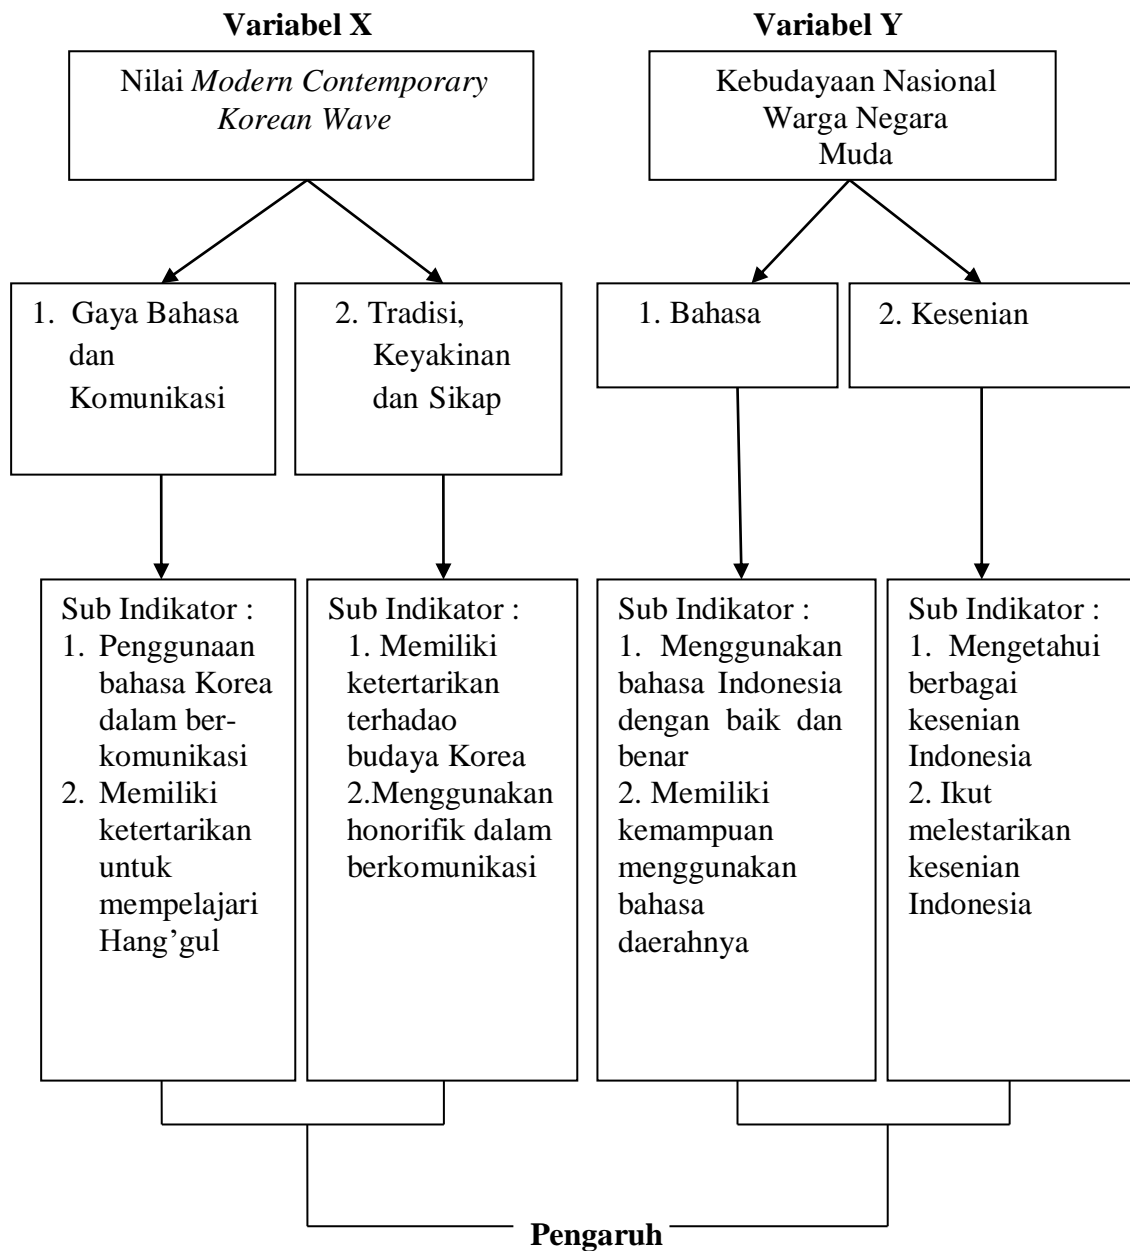 Variabel X
Variabel Y
Nilai Modern Contemporary
Korean Wave
Kebudayaan Nasional
Warga Negara
Muda
1. Gaya Bahasa
dan
Komunikasi
2. Tradisi,
Keyakinan
dan Sikap
1. Bahasa
2. Kesenian
Sub Indikator :
1. Penggunaan
bahasa Korea
dalam ber-
komunikasi
2. Memiliki
ketertarikan
untuk
mempelajari
Hang’gul
Sub Indikator :
1. Memiliki
ketertarikan
terhadao
budaya Korea
2.Menggunakan
honorifik dalam
berkomunikasi
Sub Indikator :
1. Menggunakan
bahasa Indonesia
dengan baik dan
benar
2. Memiliki
kemampuan
menggunakan
bahasa
daerahnya
Sub Indikator :
1. Mengetahui
berbagai
kesenian
Indonesia
2. Ikut
melestarikan
kesenian
Indonesia
Pengaruh